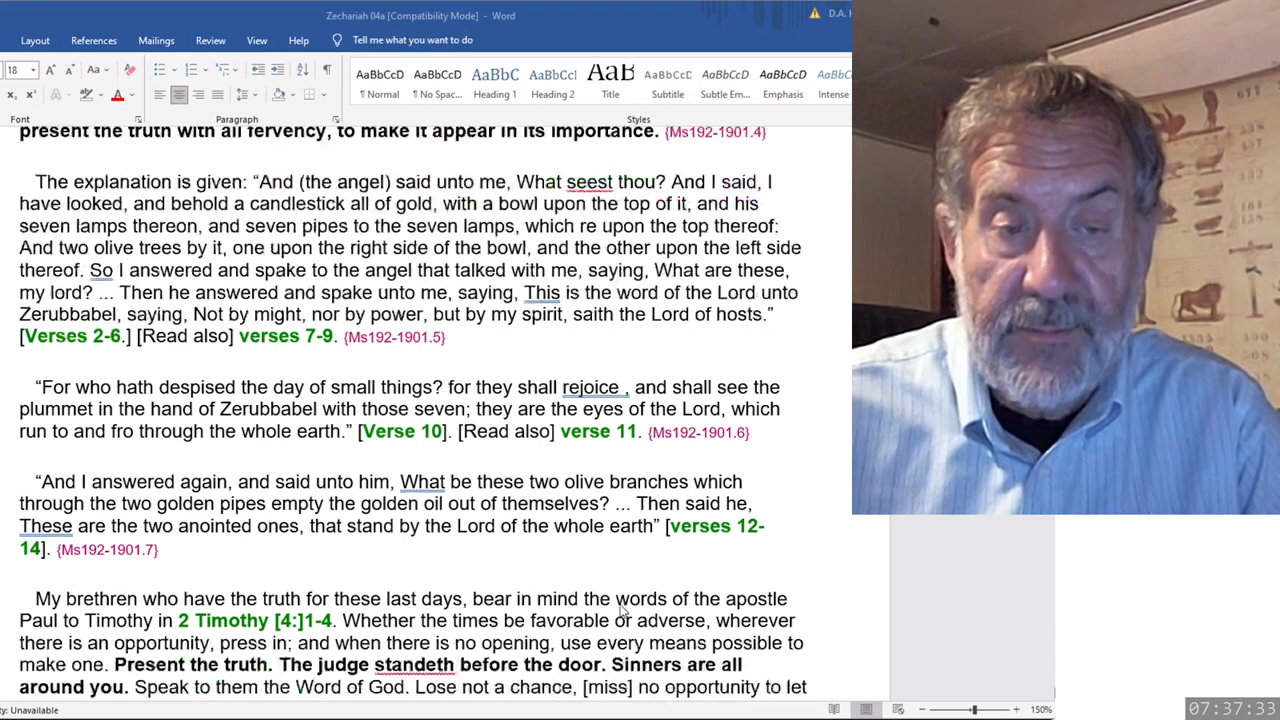 Zechariah 04a [Compatibility Mode] - Word
D.A.
Layout References Mailings Review View Help Tell me what you want to do
18 Aa
AaBbCcD AaBbCcD AaBbC AaBbCcI AaB AaBbCcD AaBbCcD AaBbCcD AaBbCcI
¶ Normal ¶ No Spac... Heading 1 Heading 2 Title Subtitle Subtle Em... Emphasis Intense
Font Paragraph Styles
present the truth with all fervency, to make it appear in its importance. {Ms192-1901.4}
The explanation is given: “And (the angel) said unto me, What seest thou? And I said, I
have looked, and behold a candlestick all of gold, with a bowl upon the top of it, and his
seven lamps thereon, and seven pipes to the seven lamps, which re upon the top thereof:
And two olive trees by it, one upon the right side of the bowl, and the other upon the left side
thereof. So I answered and spake to the angel that talked with me, saying, What are these,
my lord? ... Then he answered and spake unto me, saying, This is the word of the Lord unto
Zerubbabel, saying, Not by might, nor by power, but by my spirit, saith the Lord of hosts.”
[Verses 2-6.] [Read also] verses 7-9. {Ms192-1901.5}
“For who hath despised the day of small things? for they shall rejoice , and shall see the
plummet in the hand of Zerubbabel with those seven; they are the eyes of the Lord, which
run to and fro through the whole earth.” [Verse 10]. [Read also] verse 11. {Ms192-1901.6}
“And I answered again, and said unto him, What be these two olive branches which
through the two golden pipes empty the golden oil out of themselves? ... Then said he,
These are the two anointed ones, that stand by the Lord of the whole earth” [verses 12-
14]. {Ms192-1901.7}
My brethren who have the truth for these last days, bear in mind the words of the apostle
Paul to Timothy in 2 Timothy [4:]1-4. Whether the times be favorable or adverse, wherever
there is an opportunity, press in; and when there is no opening, use every means possible to
make one. Present the truth. The judge standeth before the door. Sinners are all
around you. Speak to them the Word of God. Lose not a chance, [miss] no opportunity to let
ty: Unavailable
150%
07:37:33